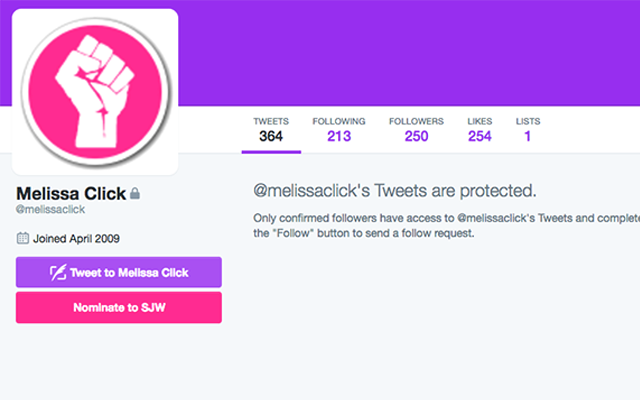 TWEETS FOLLOWING FOLLOWERS LIKES LISTS
364 213 250 254 1
Melissa Click
@melissaclick
Joined April 2009
Tweet to Melissa Click
Nominate to SJW
@melissaclick's Tweets are protected.
Only confirmed followers have access to @melissaclick's Tweets and complete
the "Follow" button to send a follow request.